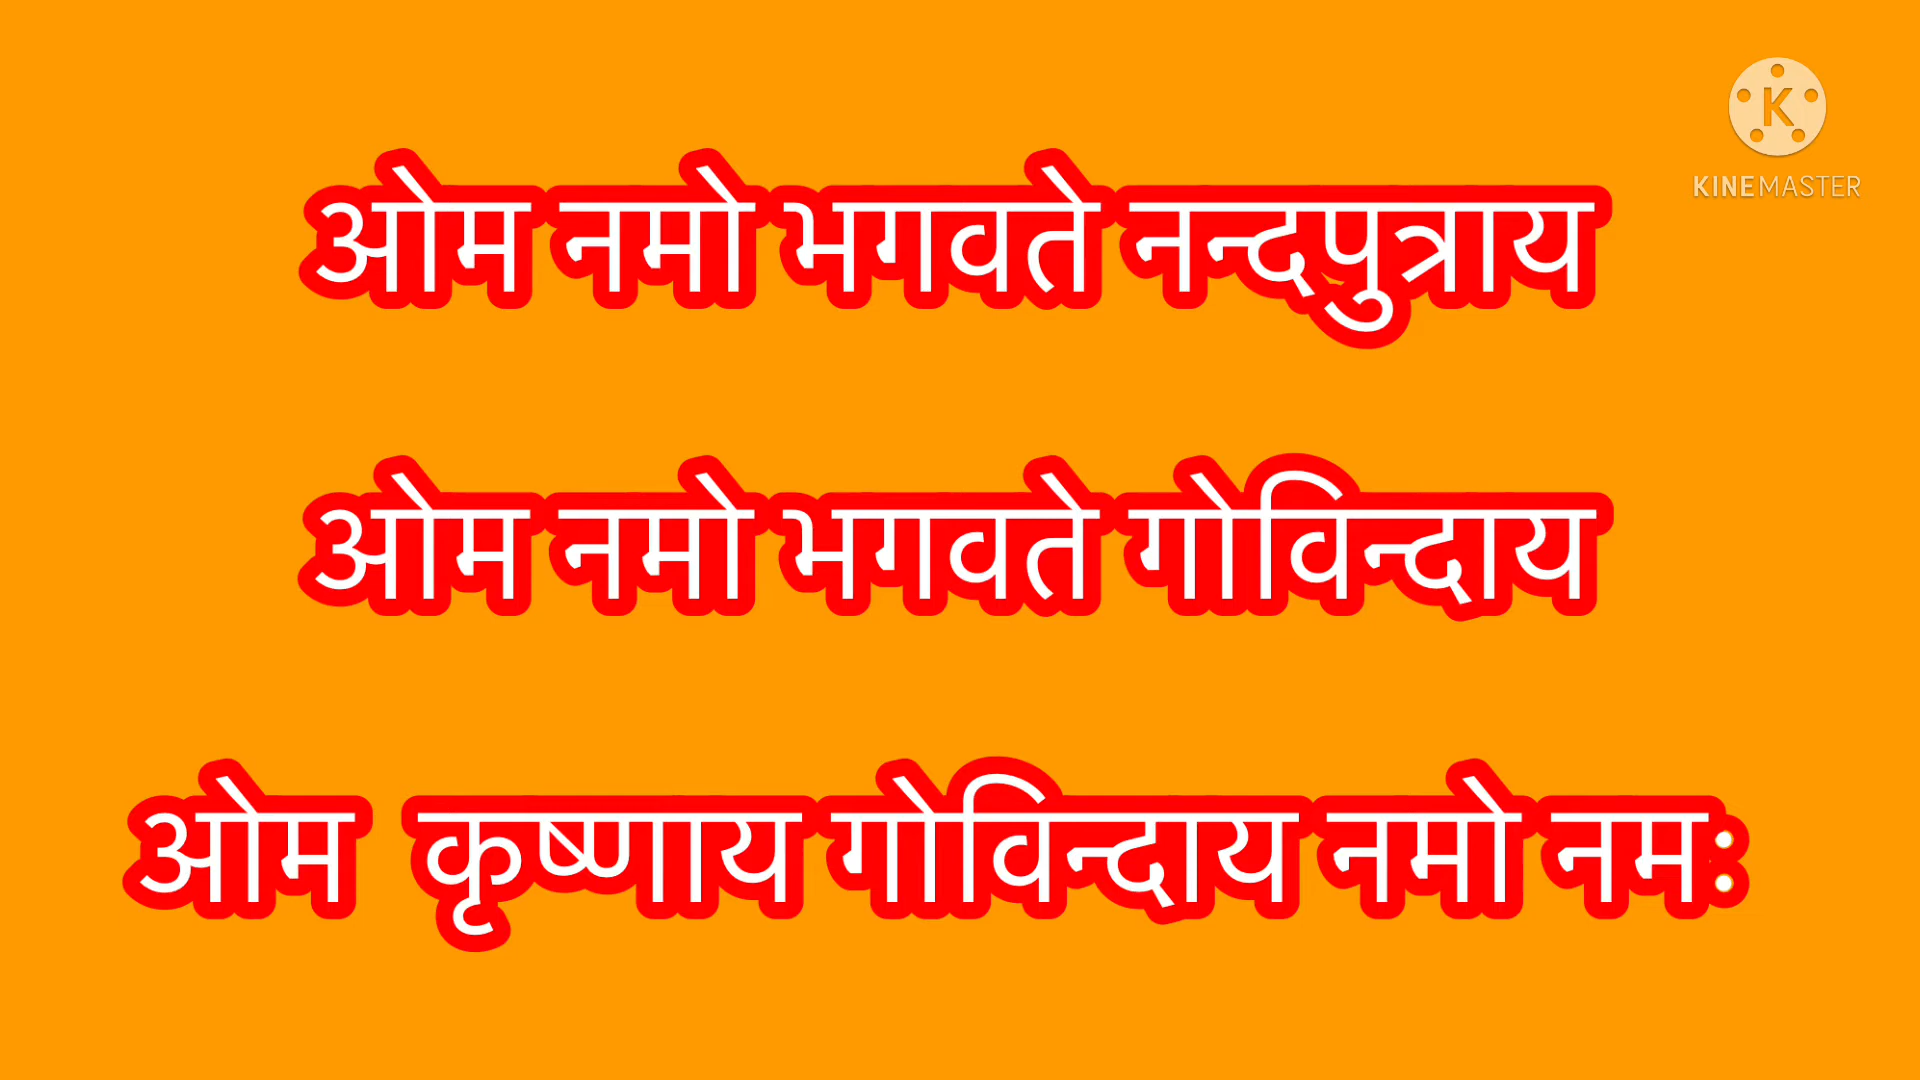 K
KINEMASTER
ओम नमो भगवते नन्दपुत्राय
ओम नमो भगवते गोविन्दाय
ओम कृष्णाय गोविन्दाय नमो नमः